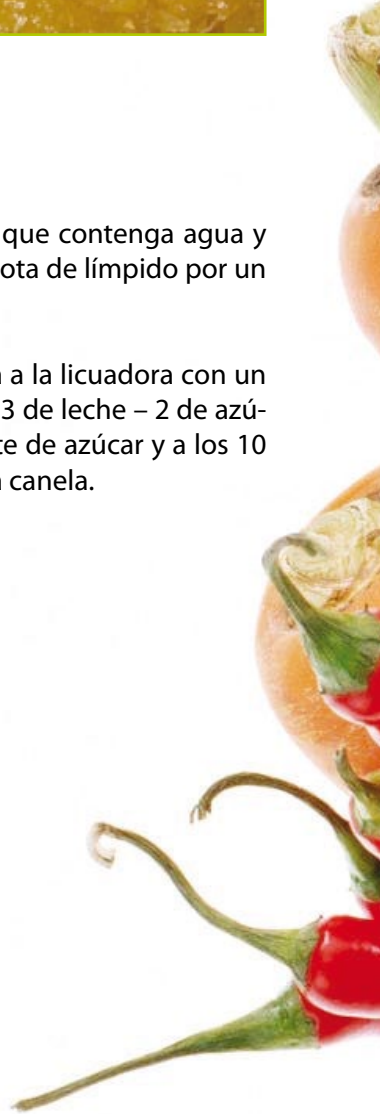 que contenga agua y
ota de límpido por un
a la licuadora con un
3 de leche – 2 de azú-
te de azúcar y a los 10
canela.